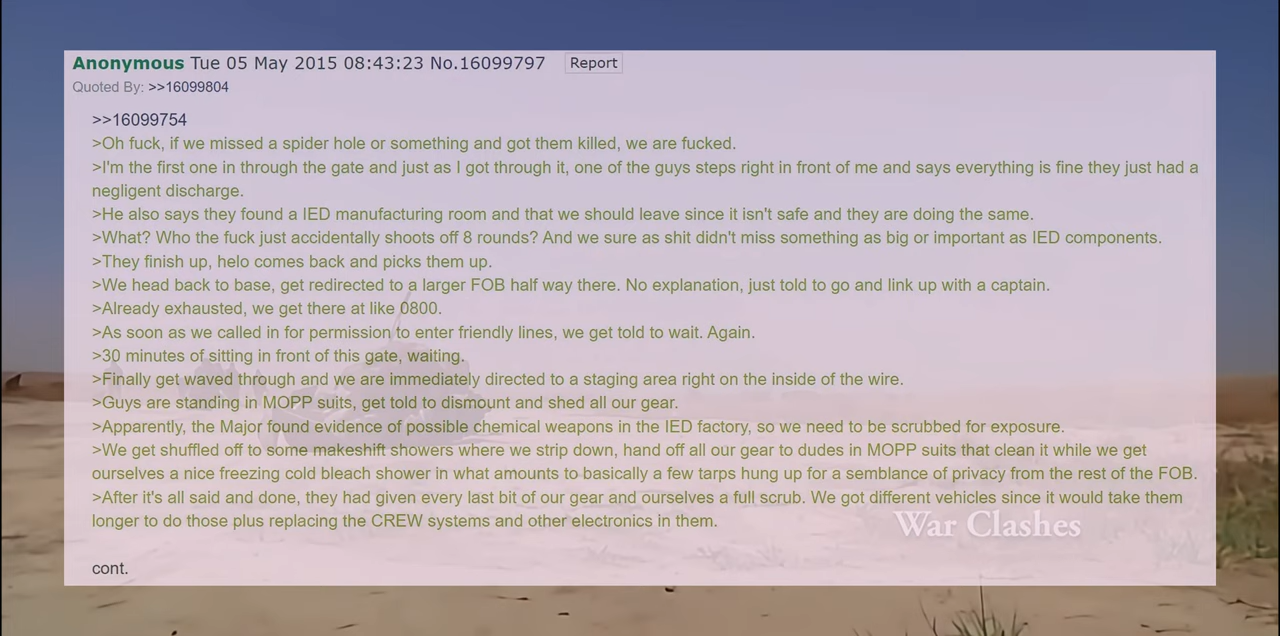 Anonymous Tue 05 May 2015 08:43:23 No.16099797 Report
Quoted By: >>16099804
>>16099754
>Oh fuck, if we missed a spider hole or something and got them killed, we are fucked.
>I'm the first one in through the gate and just as I got through it, one of the guys steps right in front of me and says everything is fine they just had a
negligent discharge.
>He also says they found a IED manufacturing room and that we should leave since it isn't safe and they are doing the same.
>What? Who the fuck just accidentally shoots off 8 rounds? And we sure as shit didn't miss something as big or important as IED components.
>They finish up, helo comes back and picks them up.
>We head back to base, get redirected to a larger FOB half way there. No explanation, just told to go and link up with a captain.
>Already exhausted, we get there at like 0800.
>As soon as we called in for permission to enter friendly lines, we get told to wait. Again.
>30 minutes of sitting in front of this gate, waiting.
>Finally get waved through and we are immediately directed to a staging area right on the inside of the wire.
>Guys are standing in MOPP suits, get told to dismount and shed all our gear.
>Apparently, the Major found evidence of possible chemical weapons in the IED factory, so we need to be scrubbed for exposure.
>We get shuffled off to some makeshift showers where we strip down, hand off all our gear to dudes in MOPP suits that clean it while we get
ourselves a nice freezing cold bleach shower in what amounts to basically a few tarps hung up for a semblance of privacy from the rest of the FOB.
>After it's all said and done, they had given every last bit of our gear and ourselves a full scrub. We got different vehicles since it would take them
longer to do those plus replacing the CREW systems and other electronics in them.
War Clashes
cont.